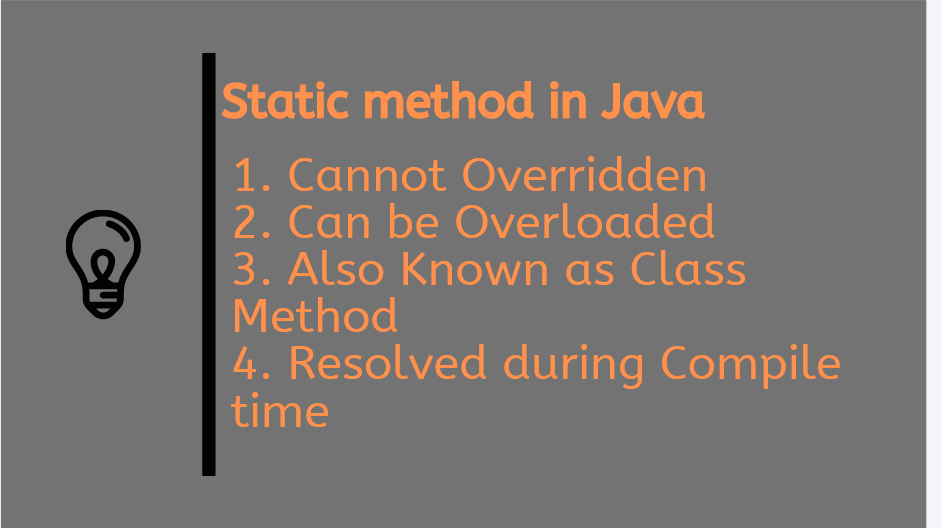 Static method in Java
1. Cannot Overridden
2. Can be Overloaded
3. Also Known as Class
Method
4. Resolved during Compile
time